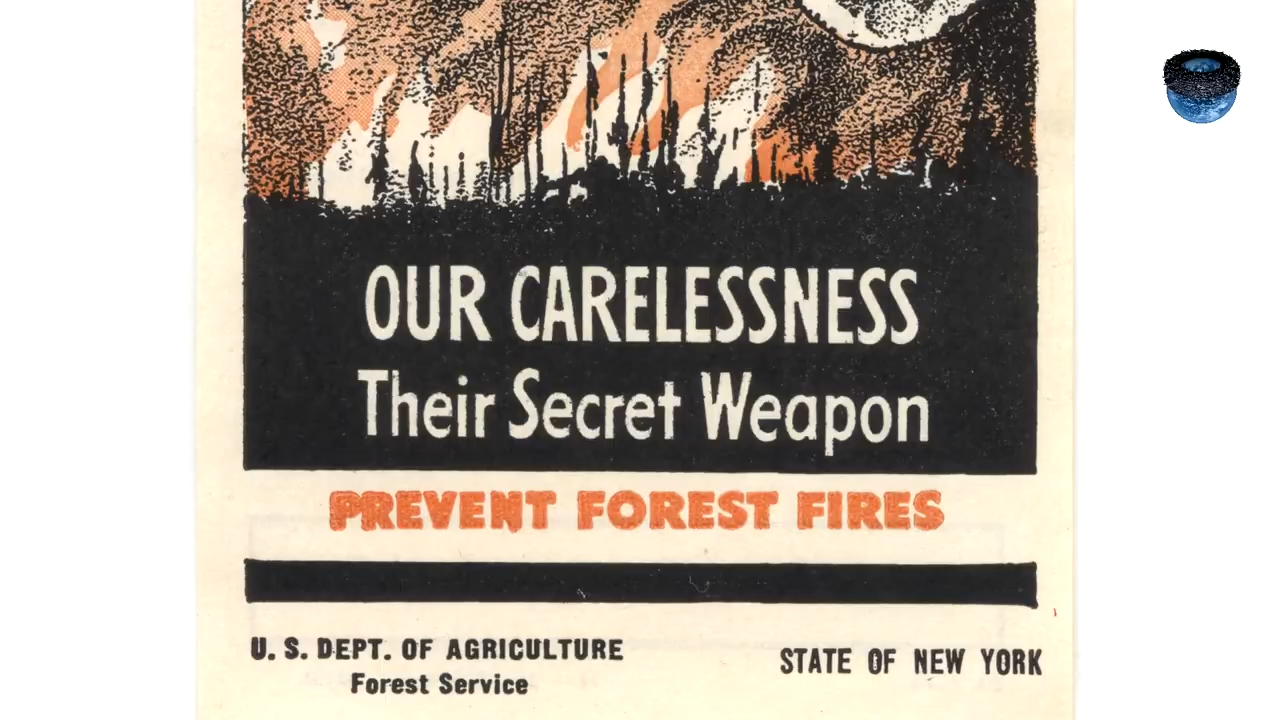 OUR CARELESSNESS
Their Secret Weapon
PREVENT FOREST FIRES
U. S. DEPT. OF AGRICULTURE
Forest Service
STATE OF NEW YORK